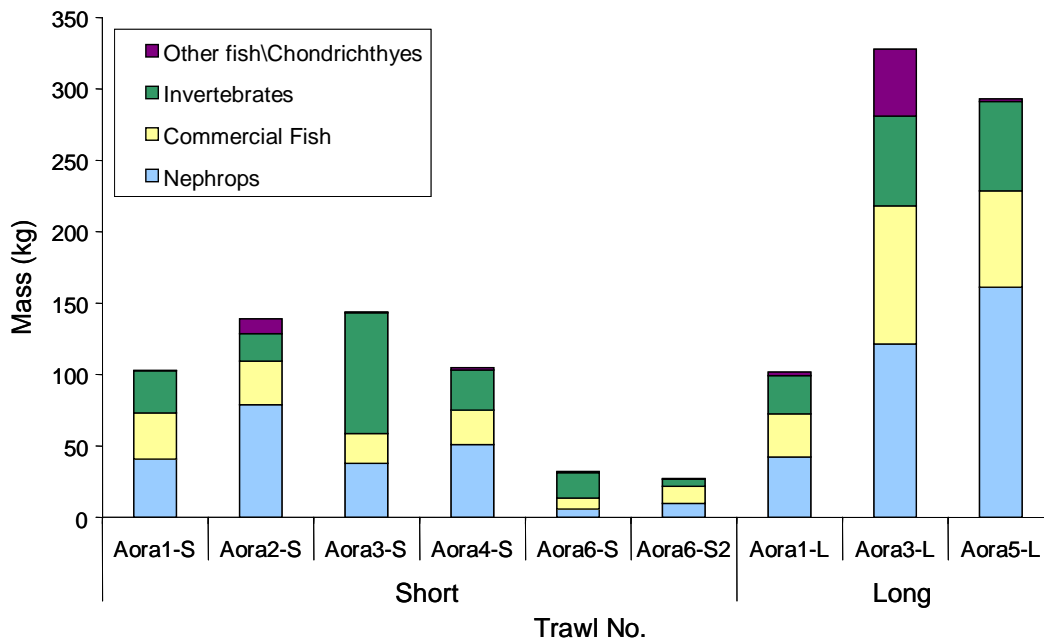 350
300
250
200
150
100
50
0
Mass (kg)
Other fish\Chondrichthyes
Invertebrates
Commercial Fish
Nephrops
Aora1-S Aora2-S Aora3-S Aora4-S Aora6-S Aora6-S2 Aora1-L Aora3-L Aora5-L
Short Long
Trawl No.